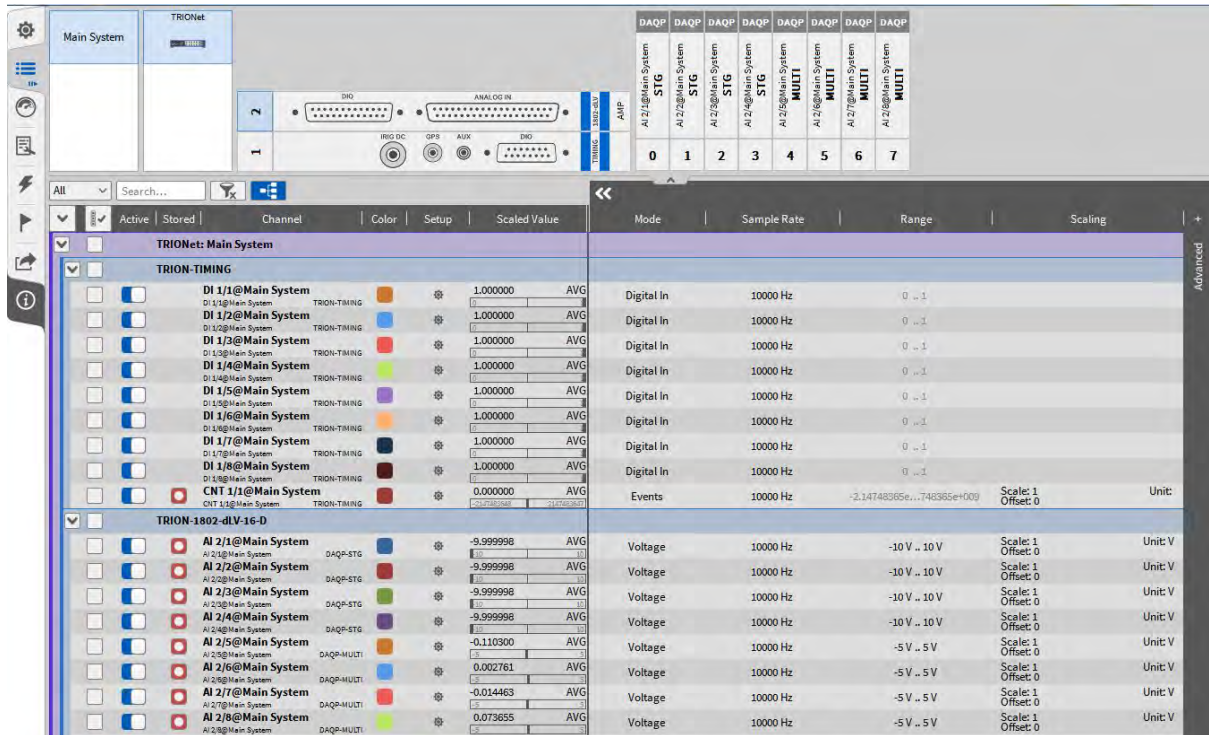 Main System
TRIONet
DIO ANALOG IN
2
1802-dLV
AMP
IRIG DC GPS AUX DIO
1
TIMING
DAQP DAQP DAQP DAQP DAQP DAQP DAQP DAQP
AI 2/1@Main System
STG
AI 2/2@Main System
STG
AI 2/3@Main System
STG
AI 2/4@Main System
STG
AI 2/5@Main System
MULTI
AI 2/6@Main System
MULTI
AI 2/7@Main System
MULTI
AI 2/8@Main System
MULTI
0 1 2 3 4 5 6 7
All Search...
Active Stored Channel Color Setup Scaled Value Mode Sample Rate Range Scaling +
Advanced
TRIONet: Main System
TRION-TIMING
DI 1/1@Main System 1.000000 AVG Digital In 10000 Hz 0 .. 1
DI 1/1@Main System TRION-TIMING 0
DI 1/2@Main System 1.000000 AVG Digital In 10000 Hz 0 .. 1
DI 1/2@Main System TRION-TIMING 0
DI 1/3@Main System 1.000000 AVG Digital In 10000 Hz 0 .. 1
DI 1/3@Main System TRION-TIMING 0
DI 1/4@Main System 1.000000 AVG Digital In 10000 Hz 0 .. 1
DI 1/4@Main System TRION-TIMING 0
DI 1/5@Main System 1.000000 AVG Digital In 10000 Hz 0 .. 1
DI 1/5@Main System TRION-TIMING 0
DI 1/6@Main System 1.000000 AVG Digital In 10000 Hz 0 .. 1
DI 1/6@Main System TRION-TIMING 0
DI 1/7@Main System 1.000000 AVG Digital In 10000 Hz 0 .. 1
DI 1/7@Main System TRION-TIMING 0
DI 1/8@Main System 1.000000 AVG Digital In 10000 Hz 0 .. 1
DI 1/8@Main System TRION-TIMING 0
CNT 1/1@Main System 0.000000 AVG Events 10000 Hz -2.14748365e...748365e+009 Scale: 1 Unit:
CNT 1/1@Main System TRION-TIMING -2147483648 2147483647 Offset: 0
TRION-1802-dLV-16-D
AI 2/1@Main System -9.999998 AVG Voltage 10000 Hz -10 V .. 10 V Scale: 1 Unit: V
AI 2/1@Main System DAQP-STG -10 10 Offset: 0
AI 2/2@Main System -9.999998 AVG Voltage 10000 Hz -10 V .. 10 V Scale: 1 Unit: V
AI 2/2@Main System DAQP-STG -10 10 Offset: 0
AI 2/3@Main System -9.999998 AVG Voltage 10000 Hz -10 V .. 10 V Scale: 1 Unit: V
AI 2/3@Main System DAQP-STG -10 10 Offset: 0
AI 2/4@Main System -9.999998 AVG Voltage 10000 Hz -10 V .. 10 V Scale: 1 Unit: V
AI 2/4@Main System DAQP-STG -10 10 Offset: 0
AI 2/5@Main System -0.110300 AVG Voltage 10000 Hz -5 V .. 5 V Scale: 1 Unit: V
AI 2/5@Main System DAQP-MULTI -5 5 Offset: 0
AI 2/6@Main System 0.002761 AVG Voltage 10000 Hz -5 V .. 5 V Scale: 1 Unit: V
AI 2/6@Main System DAQP-MULTI -5 5 Offset: 0
AI 2/7@Main System -0.014463 AVG Voltage 10000 Hz -5 V .. 5 V Scale: 1 Unit: V
AI 2/7@Main System DAQP-MULTI -5 5 Offset: 0
AI 2/8@Main System 0.073655 AVG Voltage 10000 Hz -5 V .. 5 V Scale: 1 Unit: V
AI 2/8@Main System DAQP-MULTI -5 5 Offset: 0